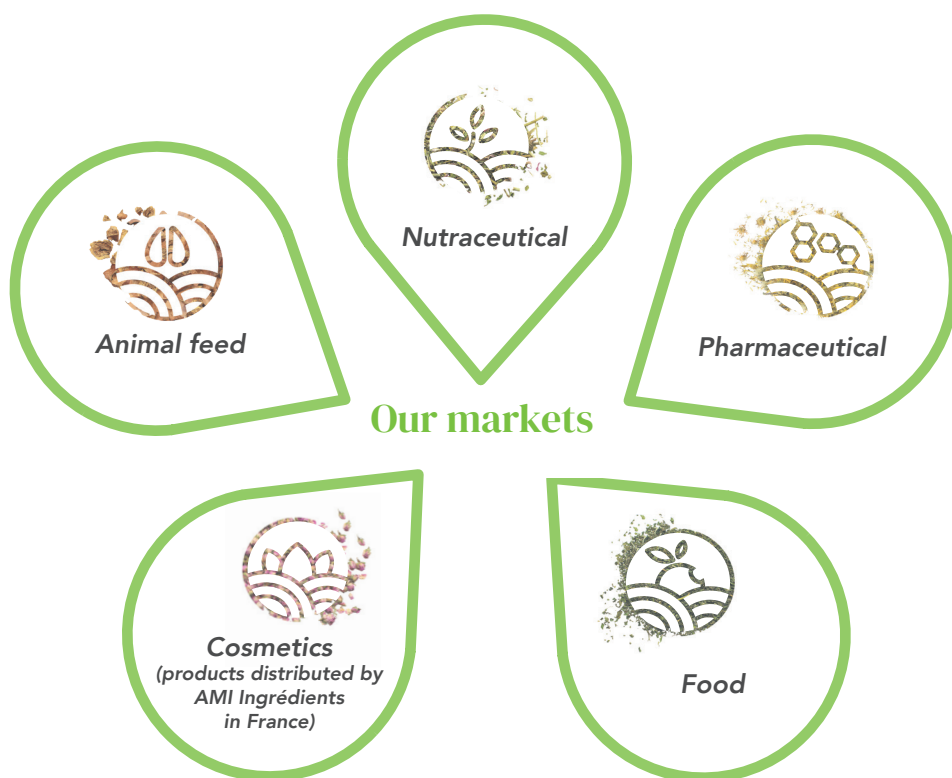 Nutraceutical
Animal feed
Pharmaceutical
Our markets
Cosmetics
(products distributed by
AMI Ingrédients
in France)
Food